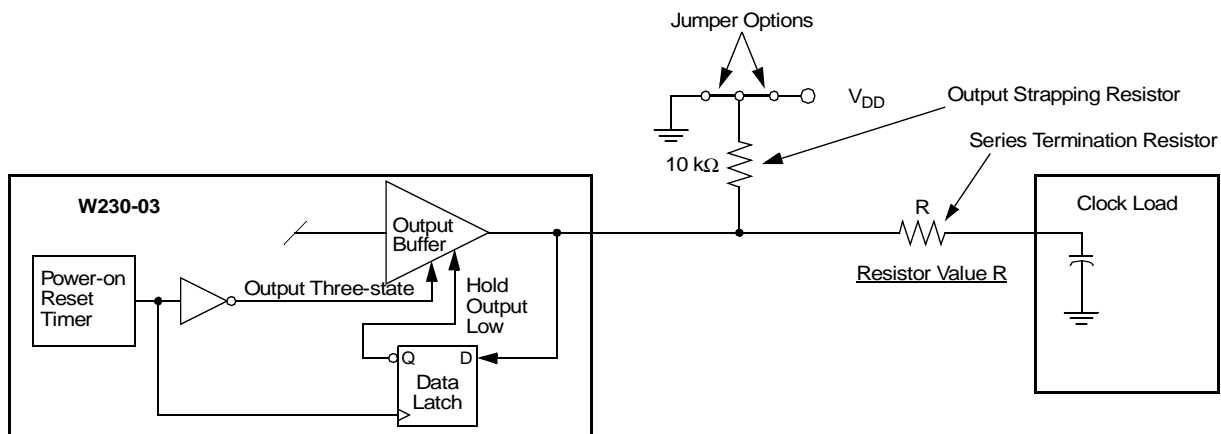 Jumper Options
V_DD
Output Strapping Resistor
10 kΩ
Series Termination Resistor
R
Resistor Value R
Clock Load
W230-03
Output
Buffer
Power-on
Reset
Timer
Output Three-state
Hold
Output
Low
Q
D
Data
Latch